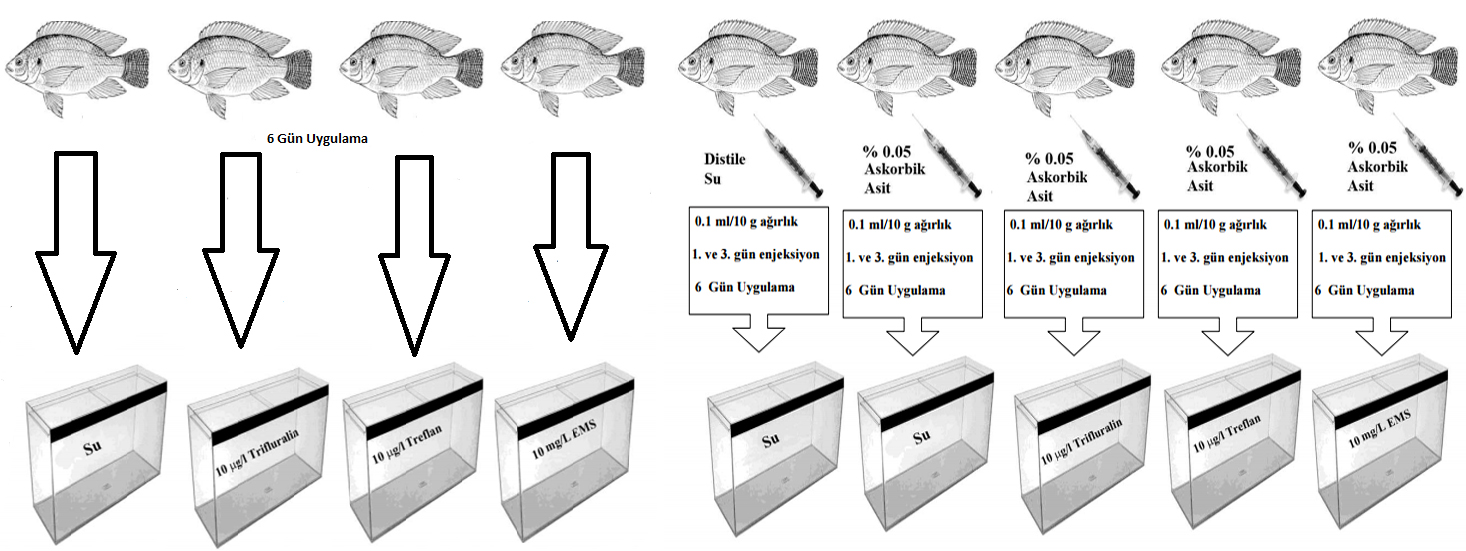 6 Gün Uygulama
Distile
Su
% 0.05
Askorbik
Asit
% 0.05
Askorbik
Asit
% 0.05
Askorbik
Asit
% 0.05
Askorbik
Asit
0.1 ml/10 g ağırlık
1. ve 3. gün enjeksiyon
6 Gün Uygulama
0.1 ml/10 g ağırlık
1. ve 3. gün enjeksiyon
6 Gün Uygulama
0.1 ml/10 g ağırlık
1. ve 3. gün enjeksiyon
6 Gün Uygulama
0.1 ml/10 g ağırlık
1. ve 3. gün enjeksiyon
6 Gün Uygulama
0.1 ml/10 g ağırlık
1. ve 3. gün enjeksiyon
6 Gün Uygulama
Su
10 µg/l Trifluralin
10 µg/l Treflan
10 mg/L EMS
Su
Su
10 µg/l Trifluralin
10 µg/l Treflan
10 mg/L EMS